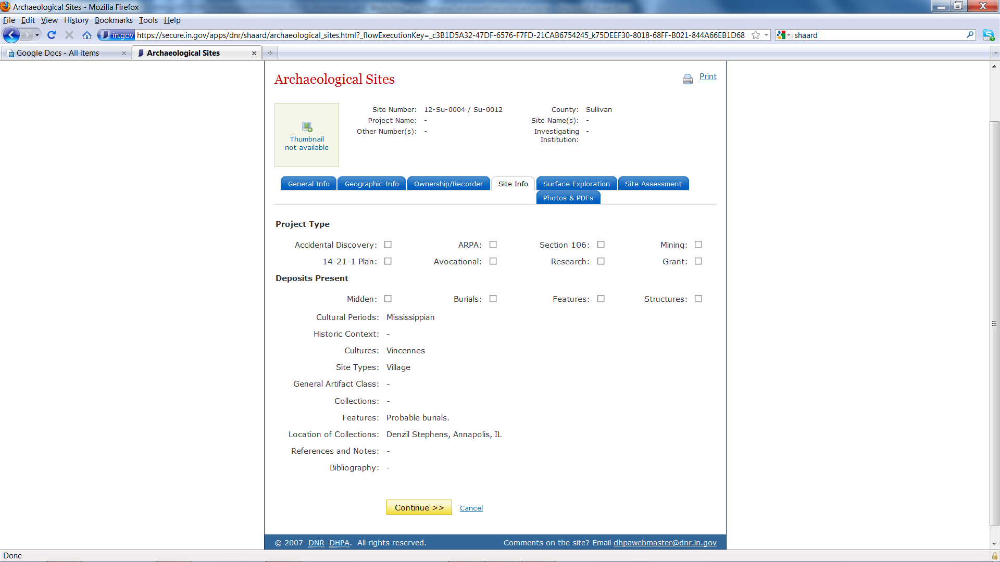 Archaeological Sites - Mozilla Firefox
File Edit View History Bookmarks Tools Help
in.gov https://secure.in.gov/apps/dnr/shaard/archaeological_sites.html?_flowExecutionKey=_c3B1D5A32-47DF-6576-F7FD-21CAB6754245_k75DEEF30-8018-68FF-B021-844A66EB1D68 shaard
Google Docs - All items Archaeological Sites
Archaeological Sites Print
Thumbnail not available
Site Number: 12-Su-0004 / Su-0012 County: Sullivan
Project Name: - Site Name(s): -
Other Number(s): - Investigating Institution: -
General Info Geographic Info Ownership/Recorder Site Info Surface Exploration Site Assessment
Photos & PDFs
Project Type
Accidental Discovery: ARPA: Section 106: Mining:
14-21-1 Plan: Avocational: Research: Grant:
Deposits Present
Midden: Burials: Features: Structures:
Cultural Periods: Mississippian
Historic Context: -
Cultures: Vincennes
Site Types: Village
General Artifact Class: -
Collections: -
Features: Probable burials.
Location of Collections: Denzil Stephens, Annapolis, IL
References and Notes: -
Bibliography: -
Continue >> Cancel
© 2007 DNR-DHPA. All rights reserved. Comments on the site? Email dhpawebmaster@dnr.in.gov
Done